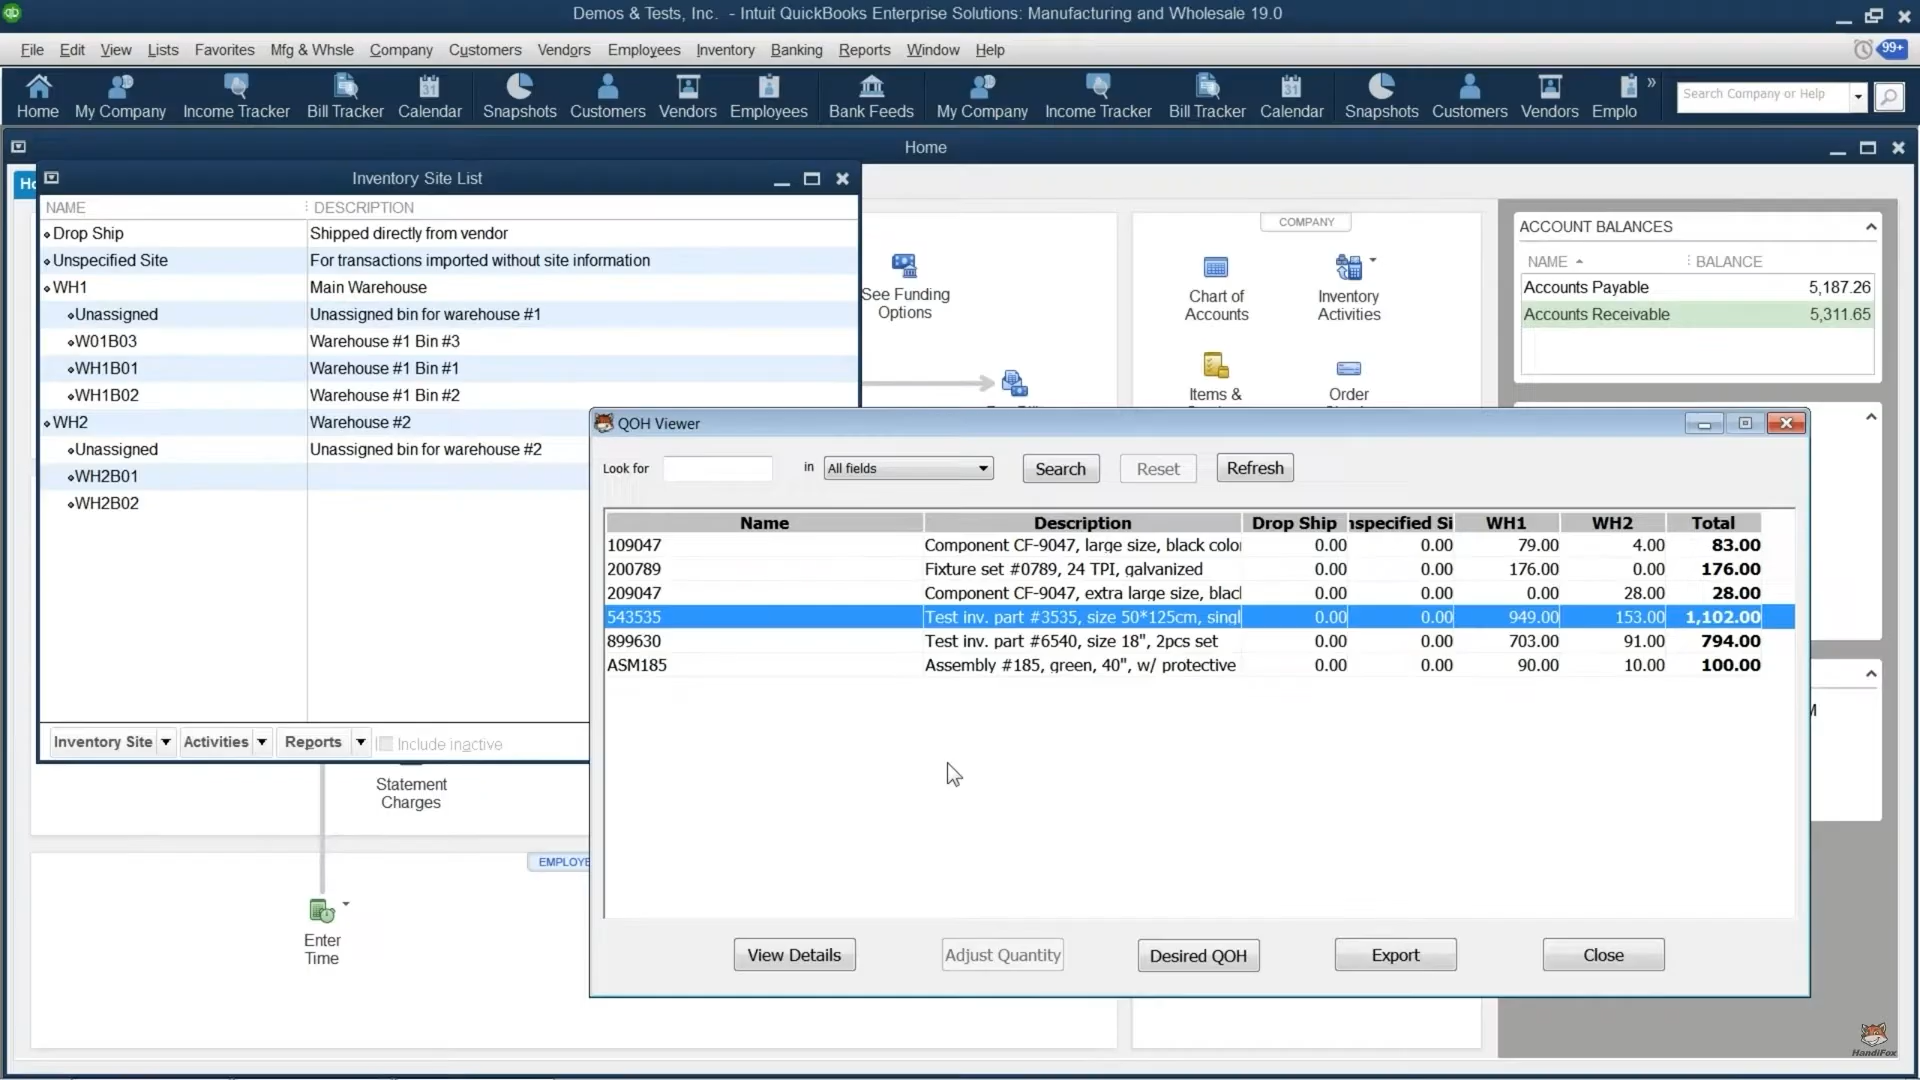 Demos & Tests, Inc. - Intuit QuickBooks Enterprise Solutions: Manufacturing and Wholesale 19.0
File Edit View Lists Favorites Mfg & Whsle Company Customers Vendors Employees Inventory Banking Reports Window Help
99+
Home My Company Income Tracker Bill Tracker Calendar Snapshots Customers Vendors Employees Bank Feeds My Company Income Tracker Bill Tracker Calendar Snapshots Customers Vendors Emplo
Search Company or Help
Home
Inventory Site List
NAME DESCRIPTION
Drop Ship Shipped directly from vendor
Unspecified Site For transactions imported without site information
WH1 Main Warehouse
Unassigned Unassigned bin for warehouse #1
W01B03 Warehouse #1 Bin #3
WH1B01 Warehouse #1 Bin #1
WH1B02 Warehouse #1 Bin #2
WH2 Warehouse #2
Unassigned Unassigned bin for warehouse #2
WH2B01
WH2B02
Inventory Site Activities Reports Include inactive
See Funding Options
COMPANY
Chart of Accounts
Inventory Activities
Items &
Order
ACCOUNT BALANCES
NAME BALANCE
Accounts Payable 5,187.26
Accounts Receivable 5,311.65
QOH Viewer
Look for in All fields Search Reset Refresh
Name Description Drop Ship nspecified Si WH1 WH2 Total
109047 Component CF-9047, large size, black color 0.00 0.00 79.00 4.00 83.00
200789 Fixture set #0789, 24 TPI, galvanized 0.00 0.00 176.00 0.00 176.00
209047 Component CF-9047, extra large size, blacl 0.00 0.00 0.00 28.00 28.00
543535 Test inv. part #3535, size 50*125cm, singl 0.00 0.00 949.00 153.00 1,102.00
899630 Test inv. part #6540, size 18", 2pcs set 0.00 0.00 703.00 91.00 794.00
ASM185 Assembly #185, green, 40", w/ protective 0.00 0.00 90.00 10.00 100.00
View Details Adjust Quantity Desired QOH Export Close
Statement Charges
EMPLOYE
Enter Time
HandiFox